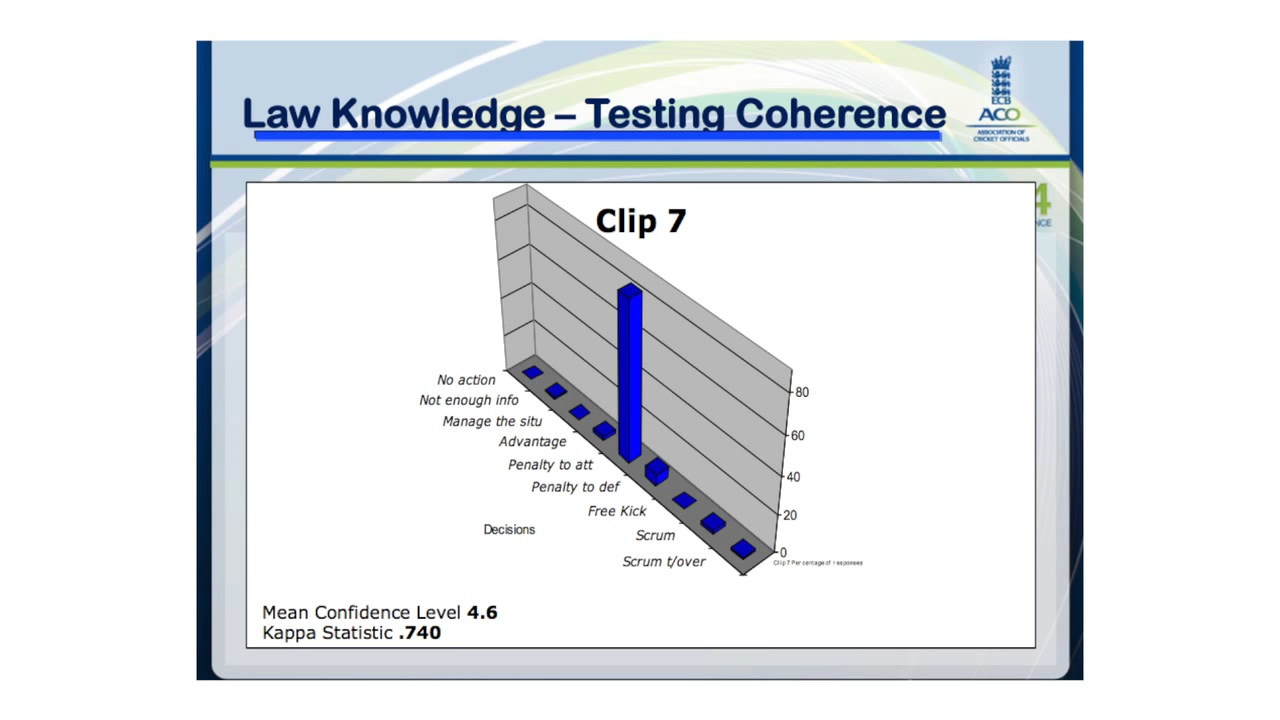 Law Knowledge – Testing Coherence
ECB
ACO
ASSOCIATION OF
CRICKET OFFICIALS
4
NCE
Clip 7
No action
Not enough info
Manage the situ
Advantage
Penalty to att
Penalty to def
Free Kick
Scrum
Scrum t/over
Decisions
80
60
40
20
0
Clip 7 Percentage of responses
Mean Confidence Level 4.6
Kappa Statistic .740